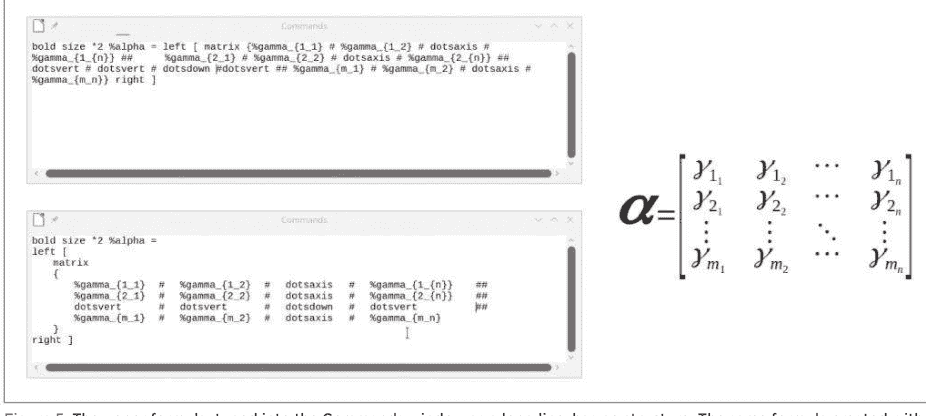 Commands
bold size *2 %alpha = left [ matrix {%gamma_{1_1} # %gamma_{1_2} # dotsaxis #
%gamma_{1_{n}} ## %gamma_{2_1} # %gamma_{2_2} # dotsaxis # %gamma_{2_{n}} ##
dotsvert # dotsvert # dotsdown #dotsvert ## %gamma_{m_1} # %gamma_{m_2} # dotsaxis #
%gamma_{m_n}} right ]
Commands
bold size *2 %alpha =
left [
matrix
{
%gamma_{1_1} # %gamma_{1_2} # dotsaxis # %gamma_{1_{n}} ##
%gamma_{2_1} # %gamma_{2_2} # dotsaxis # %gamma_{2_{n}} ##
dotsvert # dotsvert # dotsdown # dotsvert ##
%gamma_{m_1} # %gamma_{m_2} # dotsaxis # %gamma_{m_n}
}
right ]
α= [ γ1₁ γ1₂ ⋯ γ1ₙ
γ2₁ γ2₂ ⋯ γ2ₙ
⋮ ⋮ ⋱ ⋮
γm₁ γm₂ ⋯ γmₙ ]